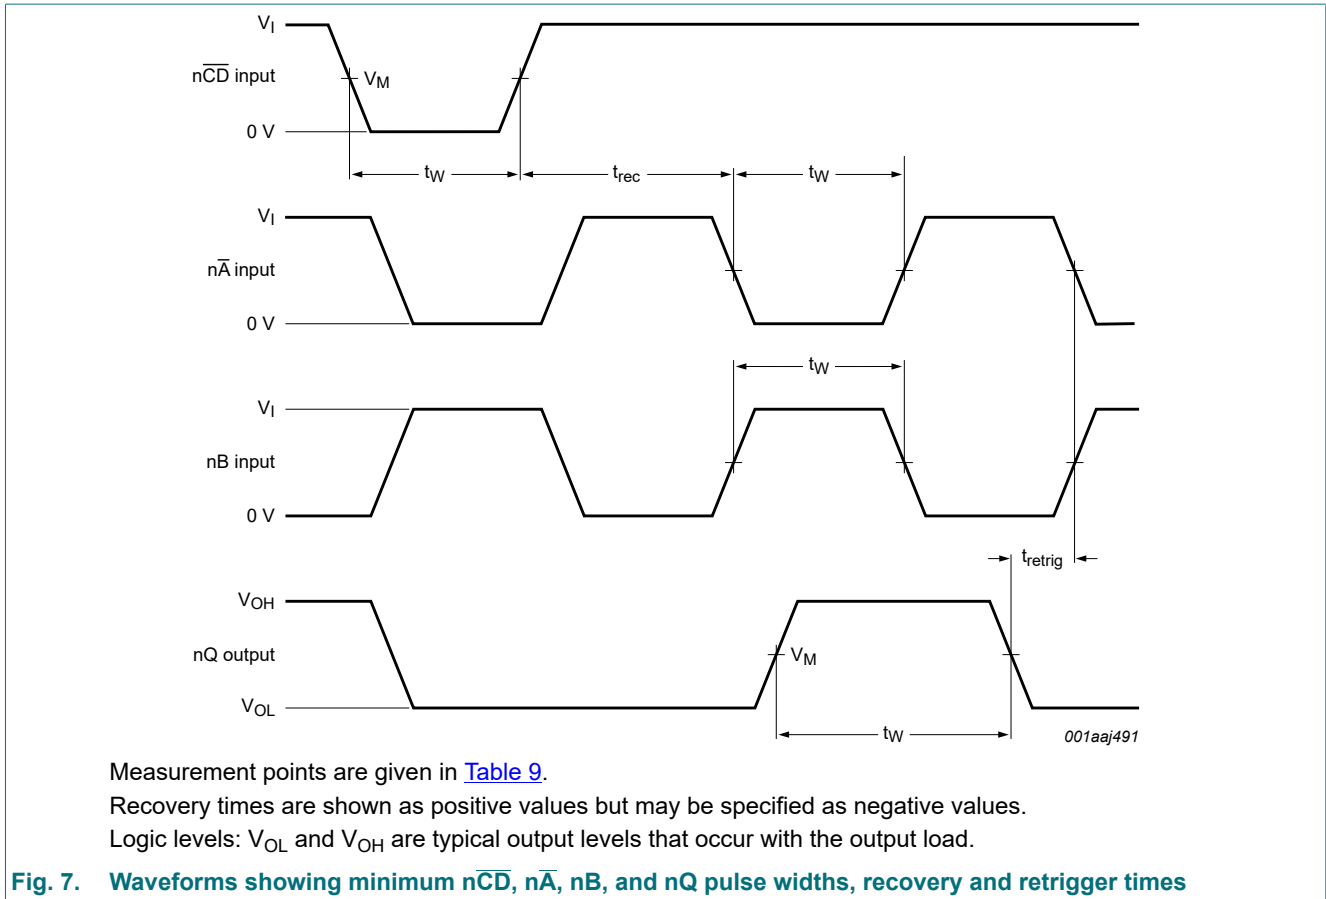 VI
nCD input
VM
0 V
tW
trec
tW
VI
nA input
0 V
tW
VI
nB input
0 V
tretrig
VOH
nQ output
VM
VOL
tW
001aaj491
Measurement points are given in Table 9.
Recovery times are shown as positive values but may be specified as negative values.
Logic levels: VOL and VOH are typical output levels that occur with the output load.
Fig. 7. Waveforms showing minimum nC̅D̅, nA̅, nB, and nQ pulse widths, recovery and retrigger times